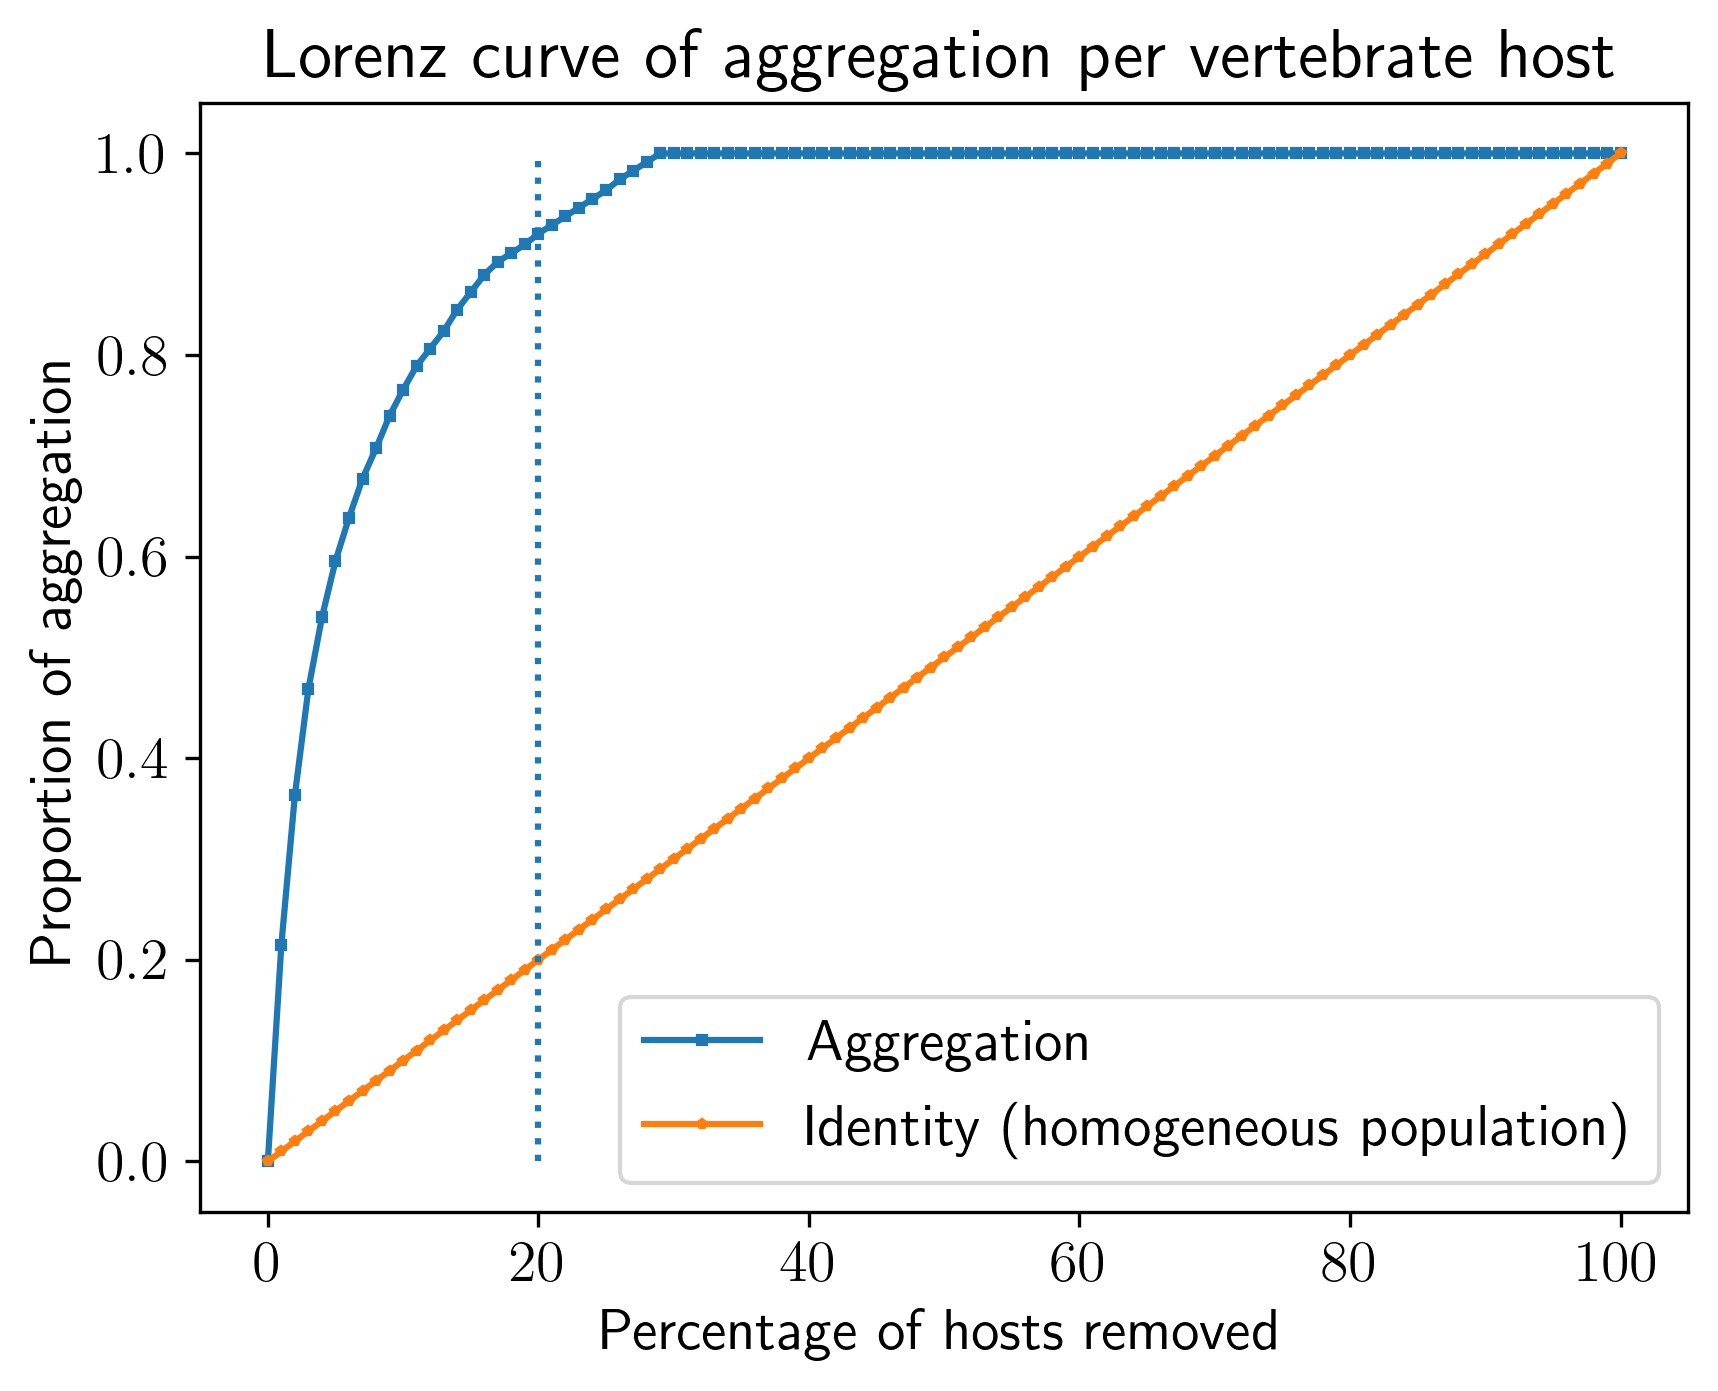 Lorenz curve of aggregation per vertebrate host
Proportion of aggregation
1.0
0.8
0.6
0.4
0.2
0.0
Aggregation
Identity (homogeneous population)
0 20 40 60 80 100
Percentage of hosts removed